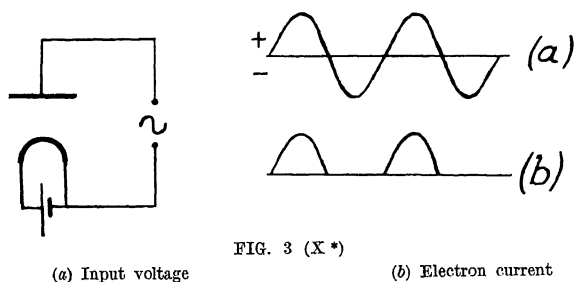 +
−
(a)
~
(b)
FIG. 3 (X*)
(a) Input voltage (b) Electron current